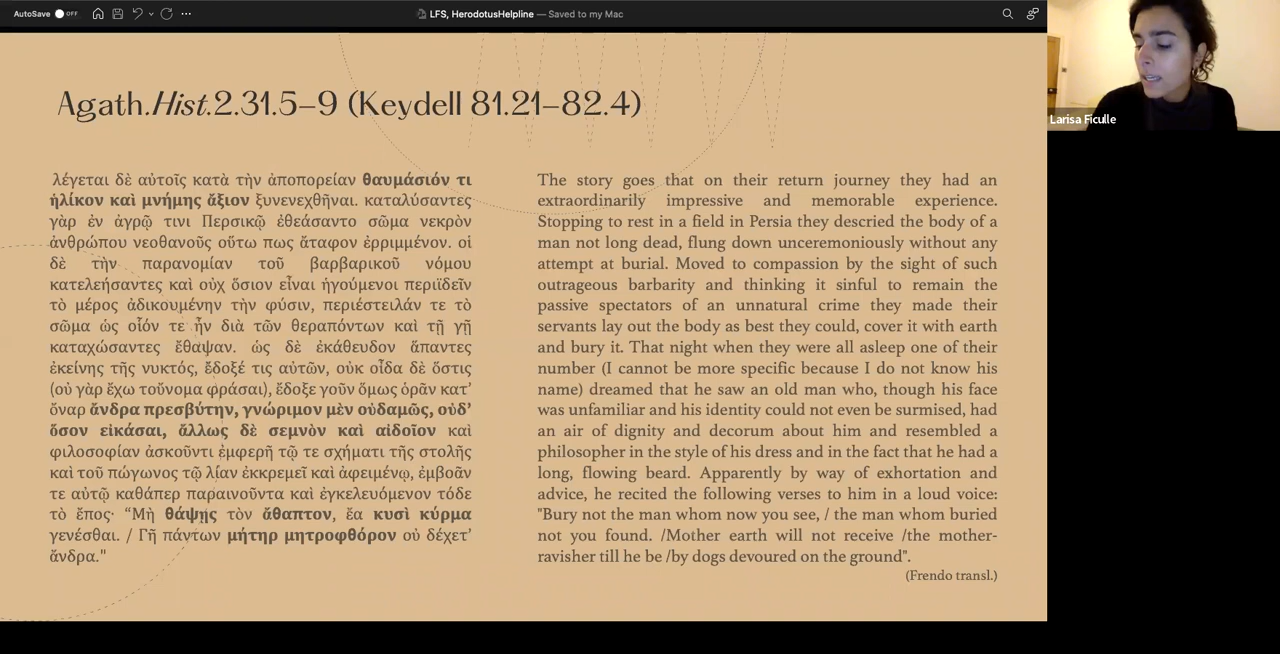 AutoSave OFF
LFS, HerodotusHelpline — Saved to my Mac
Agath.Hist.2.31.5–9 (Keydell 81.21–82.4)
λέγεται δὲ αὐτοῖς κατὰ τὴν ἀποπορείαν θαυμάσιόν τι
ἡλίκον καὶ μνήμης ἄξιον ξυνενεχθῆναι. καταλύσαντες
γὰρ ἐν ἀγρῷ τινι Περσικῷ ἐθεάσαντο σῶμα νεκρὸν
ἀνθρώπου νεοθανοῦς οὕτω πως ἄταφον ἐρριμμένον. οἱ
δὲ τὴν παρανομίαν τοῦ βαρβαρικοῦ νόμου
κατελεήσαντες καὶ οὐχ ὅσιον εἶναι ἡγούμενοι περιϊδεῖν
τὸ μέρος ἀδικουμένην τὴν φύσιν, περιέστειλάν τε τὸ
σῶμα ὡς οἷόν τε ἦν διὰ τῶν θεραπόντων καὶ τῇ γῇ
καταχώσαντες ἔθαψαν. ὡς δὲ ἐκάθευδον ἅπαντες
ἐκείνης τῆς νυκτός, ἔδοξέ τις αὐτῶν, οὐκ οἶδα δὲ ὅστις
(οὐ γὰρ ἔχω τοὔνομα φράσαι), ἔδοξε γοῦν ὅμως ὁρᾶν κατ’
ὄναρ ἄνδρα πρεσβύτην, γνώριμον μὲν οὐδαμῶς, οὐδ’
ὅσον εἰκάσαι, ἄλλως δὲ σεμνὸν καὶ αἰδοῖον καὶ
φιλοσοφίαν ἀσκοῦντι ἐμφερῆ τῷ τε σχήματι τῆς στολῆς
καὶ τοῦ πώγωνος τῷ λίαν ἐκκρεμεῖ καὶ ἀφειμένῳ, ἐμβοᾶν
τε αὐτῷ καθάπερ παραινοῦντα καὶ ἐγκελευόμενον τόδε
τὸ ἔπος· “Μὴ θάψῃς τὸν ἄθαπτον, ἔα κυσὶ κύρμα
γενέσθαι. / Γῆ πάντων μήτηρ μητροφθόρον οὐ δέχετ’
ἄνδρα."
The story goes that on their return journey they had an
extraordinarily impressive and memorable experience.
Stopping to rest in a field in Persia they descried the body of a
man not long dead, flung down unceremoniously without any
attempt at burial. Moved to compassion by the sight of such
outrageous barbarity and thinking it sinful to remain the
passive spectators of an unnatural crime they made their
servants lay out the body as best they could, cover it with earth
and bury it. That night when they were all asleep one of their
number (I cannot be more specific because I do not know his
name) dreamed that he saw an old man who, though his face
was unfamiliar and his identity could not even be surmised, had
an air of dignity and decorum about him and resembled a
philosopher in the style of his dress and in the fact that he had a
long, flowing beard. Apparently by way of exhortation and
advice, he recited the following verses to him in a loud voice:
"Bury not the man whom now you see, / the man whom buried
not you found. /Mother earth will not receive /the mother-
ravisher till he be /by dogs devoured on the ground".
(Frendo transl.)
Larisa Ficulle